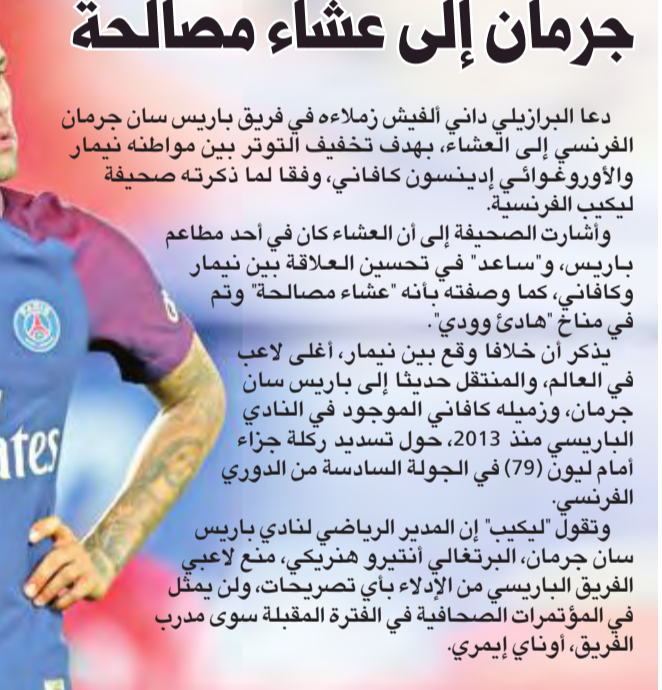 جرمان إلى عشاء مصالحة
دعا البرازيلي داني ألفيش زملاءه في فريق باريس سان جرمان
الفرنسي إلى العشاء، بهدف تخفيف التوتر بين مواطنه نيمار
والأوروغوائي إدينسون كافاني، وفقا لما ذكرته صحيفة
ليكيب الفرنسية.
وأشارت الصحيفة إلى أن العشاء كان في أحد مطاعم
باريس، و"ساعد" في تحسين العلاقة بين نيمار
وكافاني، كما وصفته بأنه "عشاء مصالحة" وتم
في مناخ "هادئ وودي".
يذكر أن خلافا وقع بين نيمار، أغلى لاعب
في العالم، والمنتقل حديثا إلى باريس سان
جرمان، وزميله كافاني الموجود في النادي
الباريسي منذ 2013، حول تسديد ركلة جزاء
أمام ليون (79) في الجولة السادسة من الدوري
الفرنسي.
وتقول "ليكيب" إن المدير الرياضي لنادي باريس
سان جرمان، البرتغالي أنتيرو هنريكي، منع لاعبي
الفريق الباريسي من الإدلاء بأي تصريحات، ولن يمثل
في المؤتمرات الصحافية في الفترة المقبلة سوى مدرب
الفريق، أوناي إيمري.
PARIS
ates